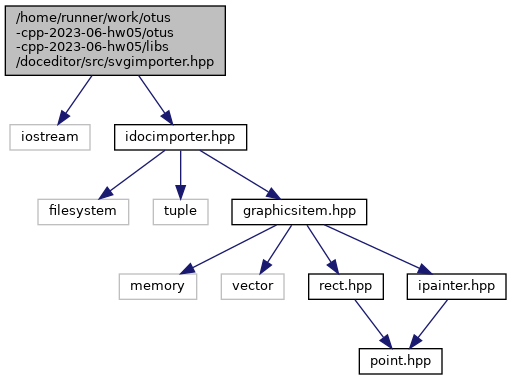 /home/runner/work/otus
-cpp-2023-06-hw05/otus
-cpp-2023-06-hw05/libs
/doceditor/src/svgimporter.hpp
iostream
idocimporter.hpp
filesystem
tuple
graphicsitem.hpp
memory
vector
rect.hpp
ipainter.hpp
point.hpp